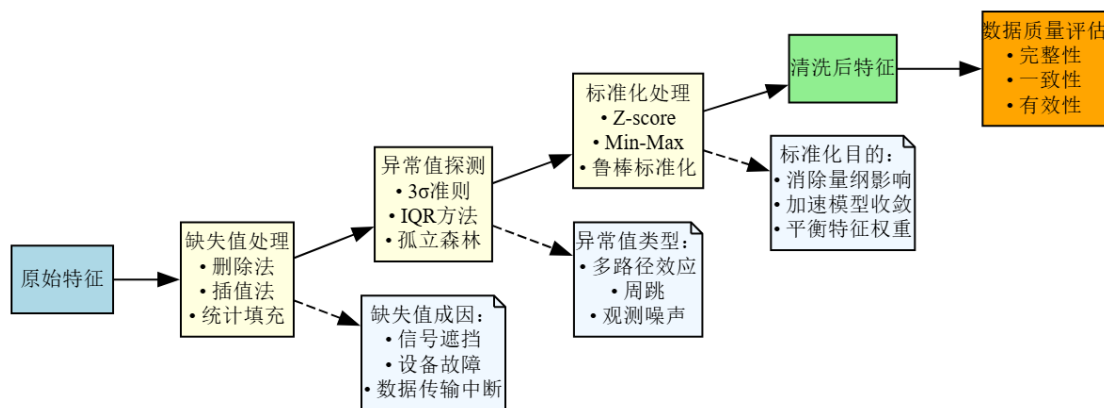 原始特征
缺失值处理
• 删除法
• 插值法
• 统计填充
缺失值成因：
• 信号遮挡
• 设备故障
• 数据传输中断
异常值探测
• 3σ准则
• IQR方法
• 孤立森林
异常值类型：
• 多路径效应
• 周跳
• 观测噪声
标准化处理
• Z-score
• Min-Max
• 鲁棒标准化
标准化目的：
• 消除量纲影响
• 加速模型收敛
• 平衡特征权重
清洗后特征
数据质量评估
• 完整性
• 一致性
• 有效性